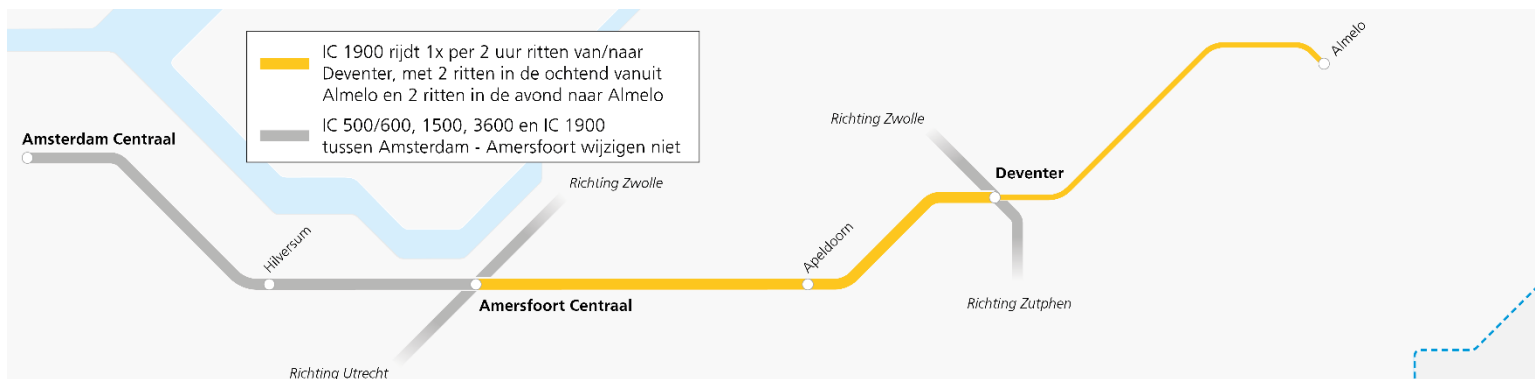 IC 1900 rijdt 1x per 2 uur ritten van/naar
Deventer, met 2 ritten in de ochtend vanuit
Almelo en 2 ritten in de avond naar Almelo
IC 500/600, 1500, 3600 en IC 1900
tussen Amsterdam - Amersfoort wijzigen niet
Almelo
Richting Zwolle
Amsterdam Centraal
Deventer
Richting Zwolle
Hilversum
Apeldoorn
Amersfoort Centraal
Richting Zutphen
Richting Utrecht